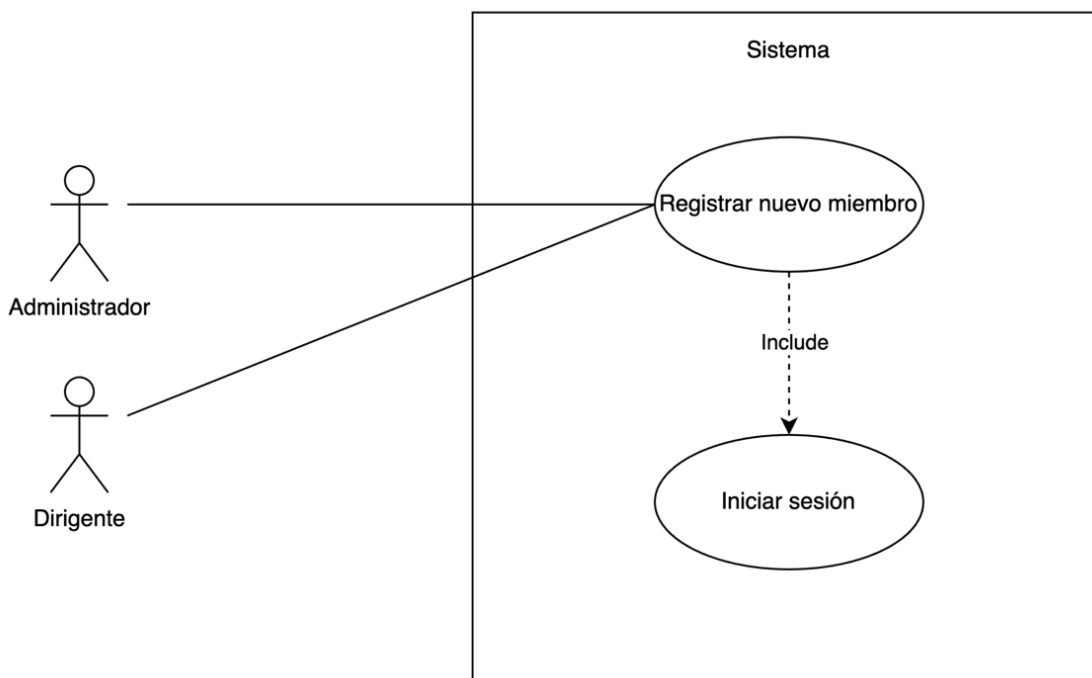 Sistema
Registrar nuevo miembro
Administrador
Include
Dirigente
Iniciar sesión